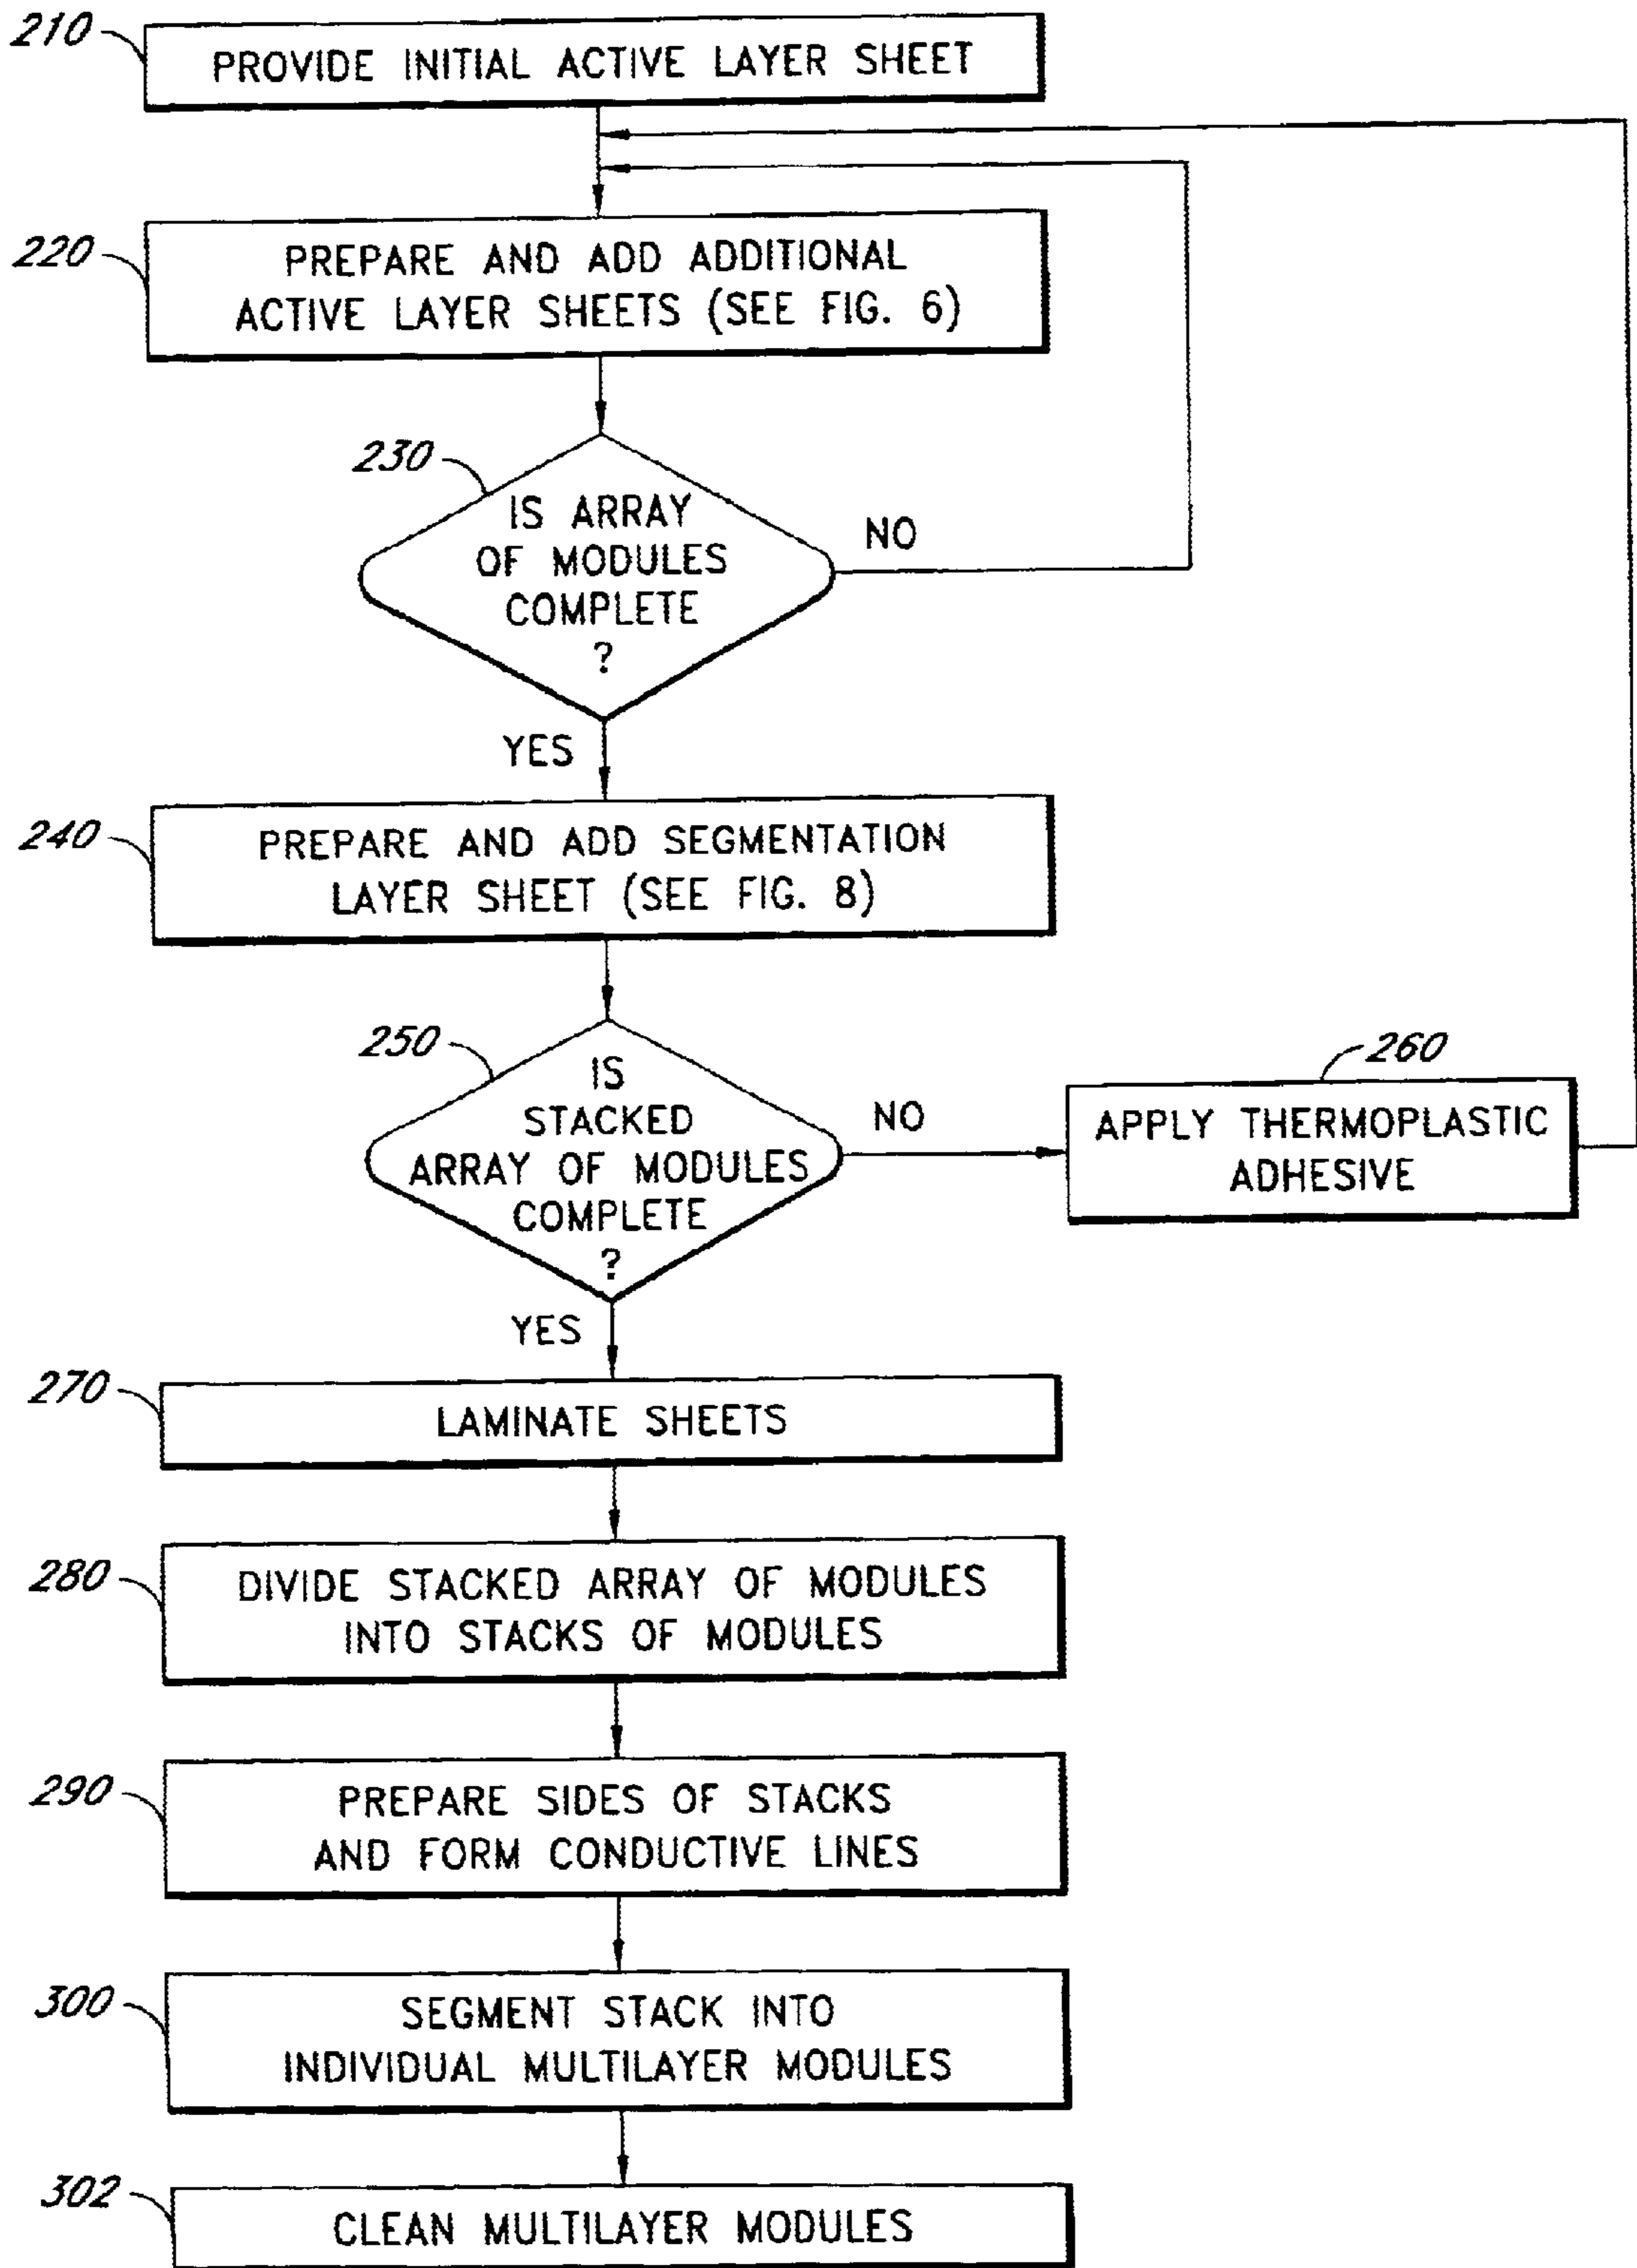 210
PROVIDE INITIAL ACTIVE LAYER SHEET
220
PREPARE AND ADD ADDITIONAL
ACTIVE LAYER SHEETS (SEE FIG. 6)
230
IS ARRAY
OF MODULES
COMPLETE
?
NO
YES
240
PREPARE AND ADD SEGMENTATION
LAYER SHEET (SEE FIG. 8)
250
IS
STACKED
ARRAY OF MODULES
COMPLETE
?
NO
260
APPLY THERMOPLASTIC
ADHESIVE
YES
270
LAMINATE SHEETS
280
DIVIDE STACKED ARRAY OF MODULES
INTO STACKS OF MODULES
290
PREPARE SIDES OF STACKS
AND FORM CONDUCTIVE LINES
300
SEGMENT STACK INTO
INDIVIDUAL MULTILAYER MODULES
302
CLEAN MULTILAYER MODULES